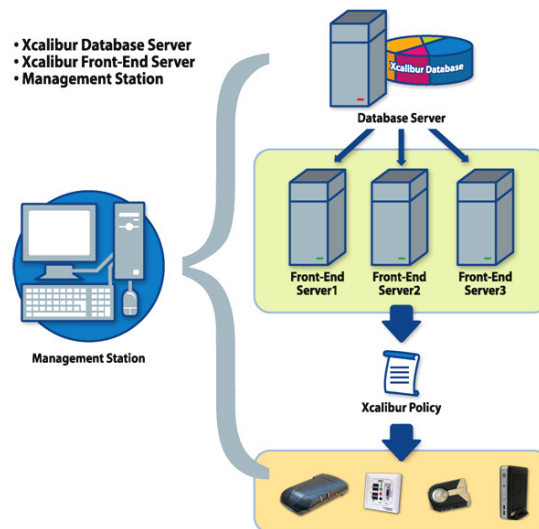 • Xcalibur Database Server
• Xcalibur Front-End Server
• Management Station
Xcalibur Database
Database Server
Front-End
Server1
Front-End
Server2
Front-End
Server3
Management Station
Xcalibur Policy